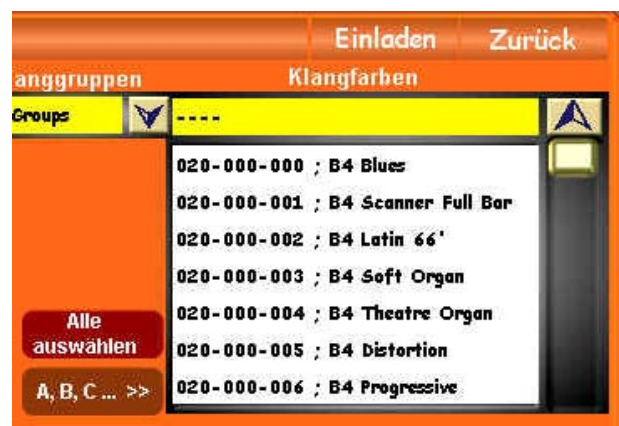 Einladen Zurück
anggruppen Klangfarben
Groups ----
020-000-000 ; B4 Blues
020-000-001 ; B4 Scanner Full Bar
020-000-002 ; B4 Latin 66'
020-000-003 ; B4 Soft Organ
020-000-004 ; B4 Theatre Organ
020-000-005 ; B4 Distortion
020-000-006 ; B4 Progressive
Alle
auswählen
A, B, C ... >>